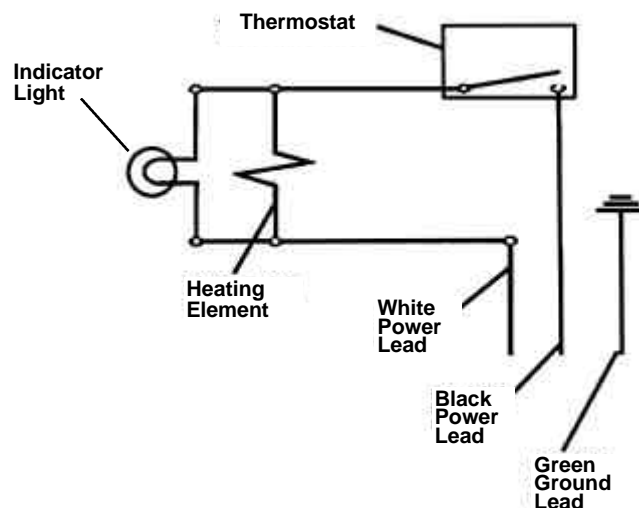 Thermostat
Indicator
Light
Heating
Element
White
Power
Lead
Black
Power
Lead
Green
Ground
Lead